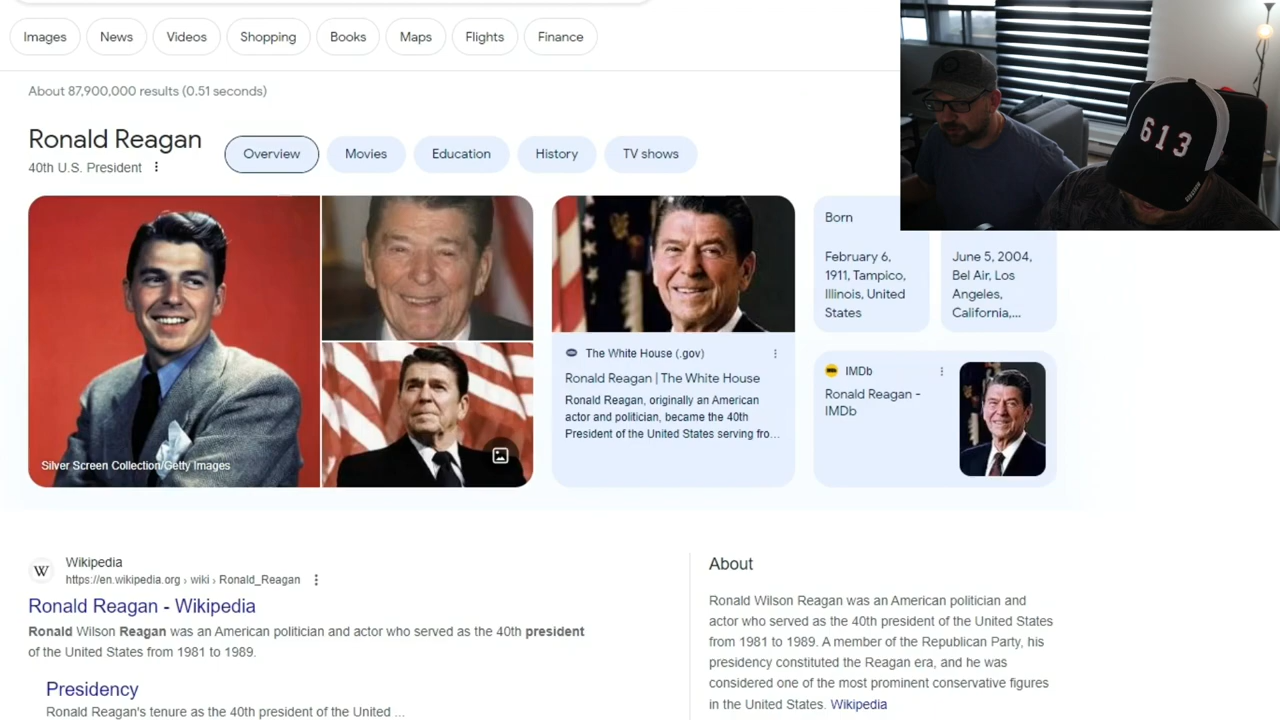 Images
News
Videos
Shopping
Books
Maps
Flights
Finance
About 87,900,000 results (0.51 seconds)
Ronald Reagan
40th U.S. President
Overview
Movies
Education
History
TV shows
613
Silver Screen Collection/Getty Images
The White House (.gov)
Ronald Reagan | The White House
Ronald Reagan, originally an American
actor and politician, became the 40th
President of the United States serving fro...
Born
February 6,
1911, Tampico,
Illinois, United
States
June 5, 2004,
Bel Air, Los
Angeles,
California,...
IMDb
Ronald Reagan -
IMDb
W
Wikipedia
https://en.wikipedia.org › wiki › Ronald_Reagan
Ronald Reagan - Wikipedia
Ronald Wilson Reagan was an American politician and actor who served as the 40th president
of the United States from 1981 to 1989.
Presidency
Ronald Reagan's tenure as the 40th president of the United ...
About
Ronald Wilson Reagan was an American politician and
actor who served as the 40th president of the United States
from 1981 to 1989. A member of the Republican Party, his
presidency constituted the Reagan era, and he was
considered one of the most prominent conservative figures
in the United States. Wikipedia